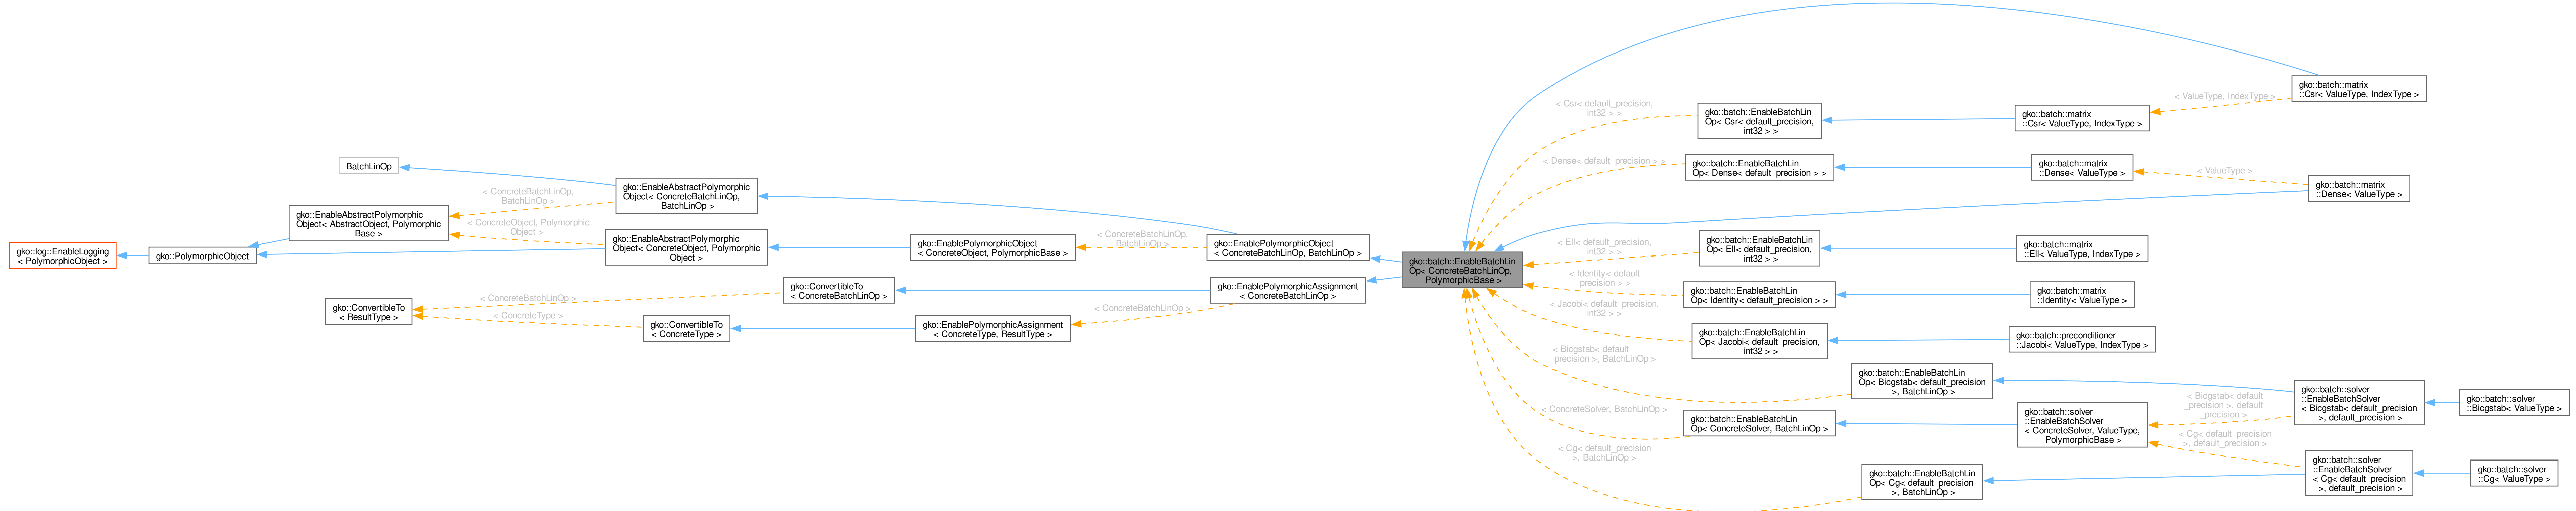 gko::log::EnableLogging
< PolymorphicObject >
gko::PolymorphicObject
gko::EnableAbstractPolymorphic
Object< AbstractObject, Polymorphic
Base >
BatchLinOp
gko::ConvertibleTo
< ResultType >
< ConcreteBatchLinOp,
BatchLinOp >
< ConcreteObject, Polymorphic
Object >
< ConcreteBatchLinOp >
< ConcreteType >
gko::EnableAbstractPolymorphic
Object< ConcreteBatchLinOp,
BatchLinOp >
gko::EnableAbstractPolymorphic
Object< ConcreteObject, Polymorphic
Object >
gko::ConvertibleTo
< ConcreteBatchLinOp >
gko::ConvertibleTo
< ConcreteType >
gko::EnablePolymorphicObject
< ConcreteObject, PolymorphicBase >
gko::EnablePolymorphicAssignment
< ConcreteType, ResultType >
< ConcreteBatchLinOp,
BatchLinOp >
< ConcreteBatchLinOp >
gko::EnablePolymorphicObject
< ConcreteBatchLinOp, BatchLinOp >
gko::EnablePolymorphicAssignment
< ConcreteBatchLinOp >
gko::batch::EnableBatchLin
Op< ConcreteBatchLinOp,
PolymorphicBase >
< Csr< default_precision,
int32 > >
< Dense< default_precision > >
< Ell< default_precision,
int32 > >
< Identity< default
_precision > >
< Jacobi< default_precision,
int32 > >
< Bicgstab< default
_precision >, BatchLinOp >
< ConcreteSolver, BatchLinOp >
< Cg< default_precision
>, BatchLinOp >
gko::batch::EnableBatchLin
Op< Csr< default_precision,
int32 > >
gko::batch::EnableBatchLin
Op< Dense< default_precision > >
gko::batch::EnableBatchLin
Op< Ell< default_precision,
int32 > >
gko::batch::EnableBatchLin
Op< Identity< default_precision > >
gko::batch::EnableBatchLin
Op< Jacobi< default_precision,
int32 > >
gko::batch::EnableBatchLin
Op< Bicgstab< default_precision
>, BatchLinOp >
gko::batch::EnableBatchLin
Op< ConcreteSolver, BatchLinOp >
gko::batch::EnableBatchLin
Op< Cg< default_precision
>, BatchLinOp >
gko::batch::matrix
::Csr< ValueType, IndexType >
gko::batch::matrix
::Dense< ValueType >
gko::batch::matrix
::Ell< ValueType, IndexType >
gko::batch::matrix
::Identity< ValueType >
gko::batch::preconditioner
::Jacobi< ValueType, IndexType >
gko::batch::solver
::EnableBatchSolver
< ConcreteSolver, ValueType,
PolymorphicBase >
< ValueType, IndexType >
< ValueType >
< Bicgstab< default
_precision >, default
_precision >
< Cg< default_precision
>, default_precision >
gko::batch::matrix
::Csr< ValueType, IndexType >
gko::batch::matrix
::Dense< ValueType >
gko::batch::solver
::EnableBatchSolver
< Bicgstab< default_precision
>, default_precision >
gko::batch::solver
::EnableBatchSolver
< Cg< default_precision
>, default_precision >
gko::batch::solver
::Bicgstab< ValueType >
gko::batch::solver
::Cg< ValueType >